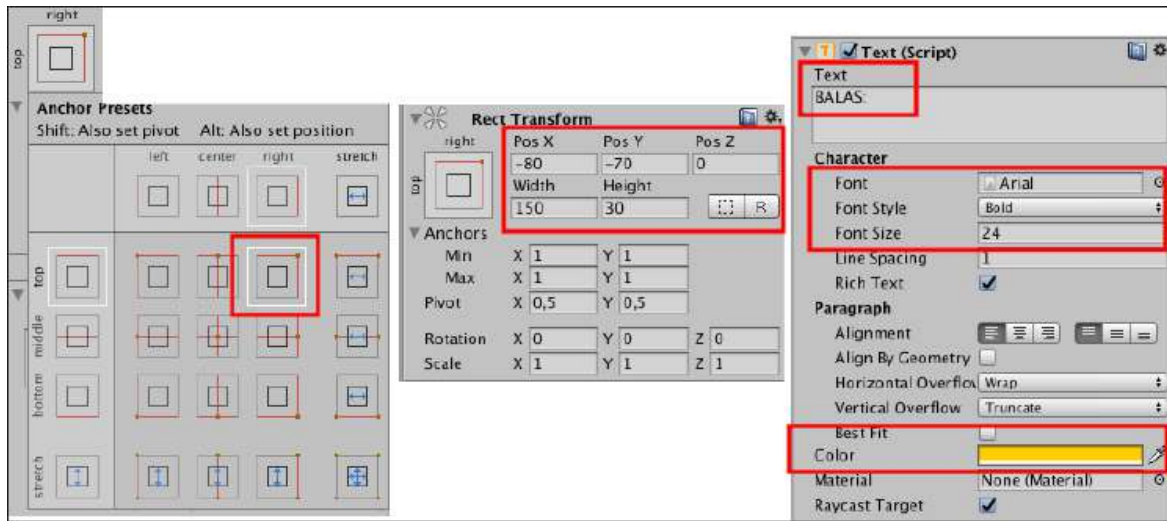 right
top
Anchor Presets
Shift: Also set pivot Alt: Also set position
left center right stretch
top
middle
bottom
stretch
Rect Transform
right
top
Pos X Pos Y Pos Z
-80 -70 0
Width Height
150 30
R
Anchors
Min X 1 Y 1
Max X 1 Y 1
Pivot X 0,5 Y 0,5
Rotation X 0 Y 0 Z 0
Scale X 1 Y 1 Z 1
T Text (Script)
Text
BALAS:
Character
Font Arial
Font Style Bold
Font Size 24
Line Spacing 1
Rich Text
Paragraph
Alignment
Align By Geometry
Horizontal Overflow Wrap
Vertical Overflow Truncate
Best Fit
Color
Material None (Material)
Raycast Target